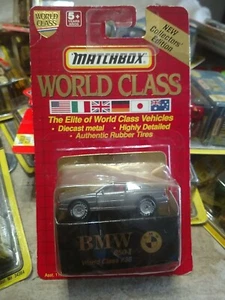 WORLD CLASS
5+
NEW
Collectors'
Edition
MATCHBOX
WORLD CLASS
The Elite of World Class Vehicles
• Diecast metal • Highly Detailed
• Authentic Rubber Tires
BMW